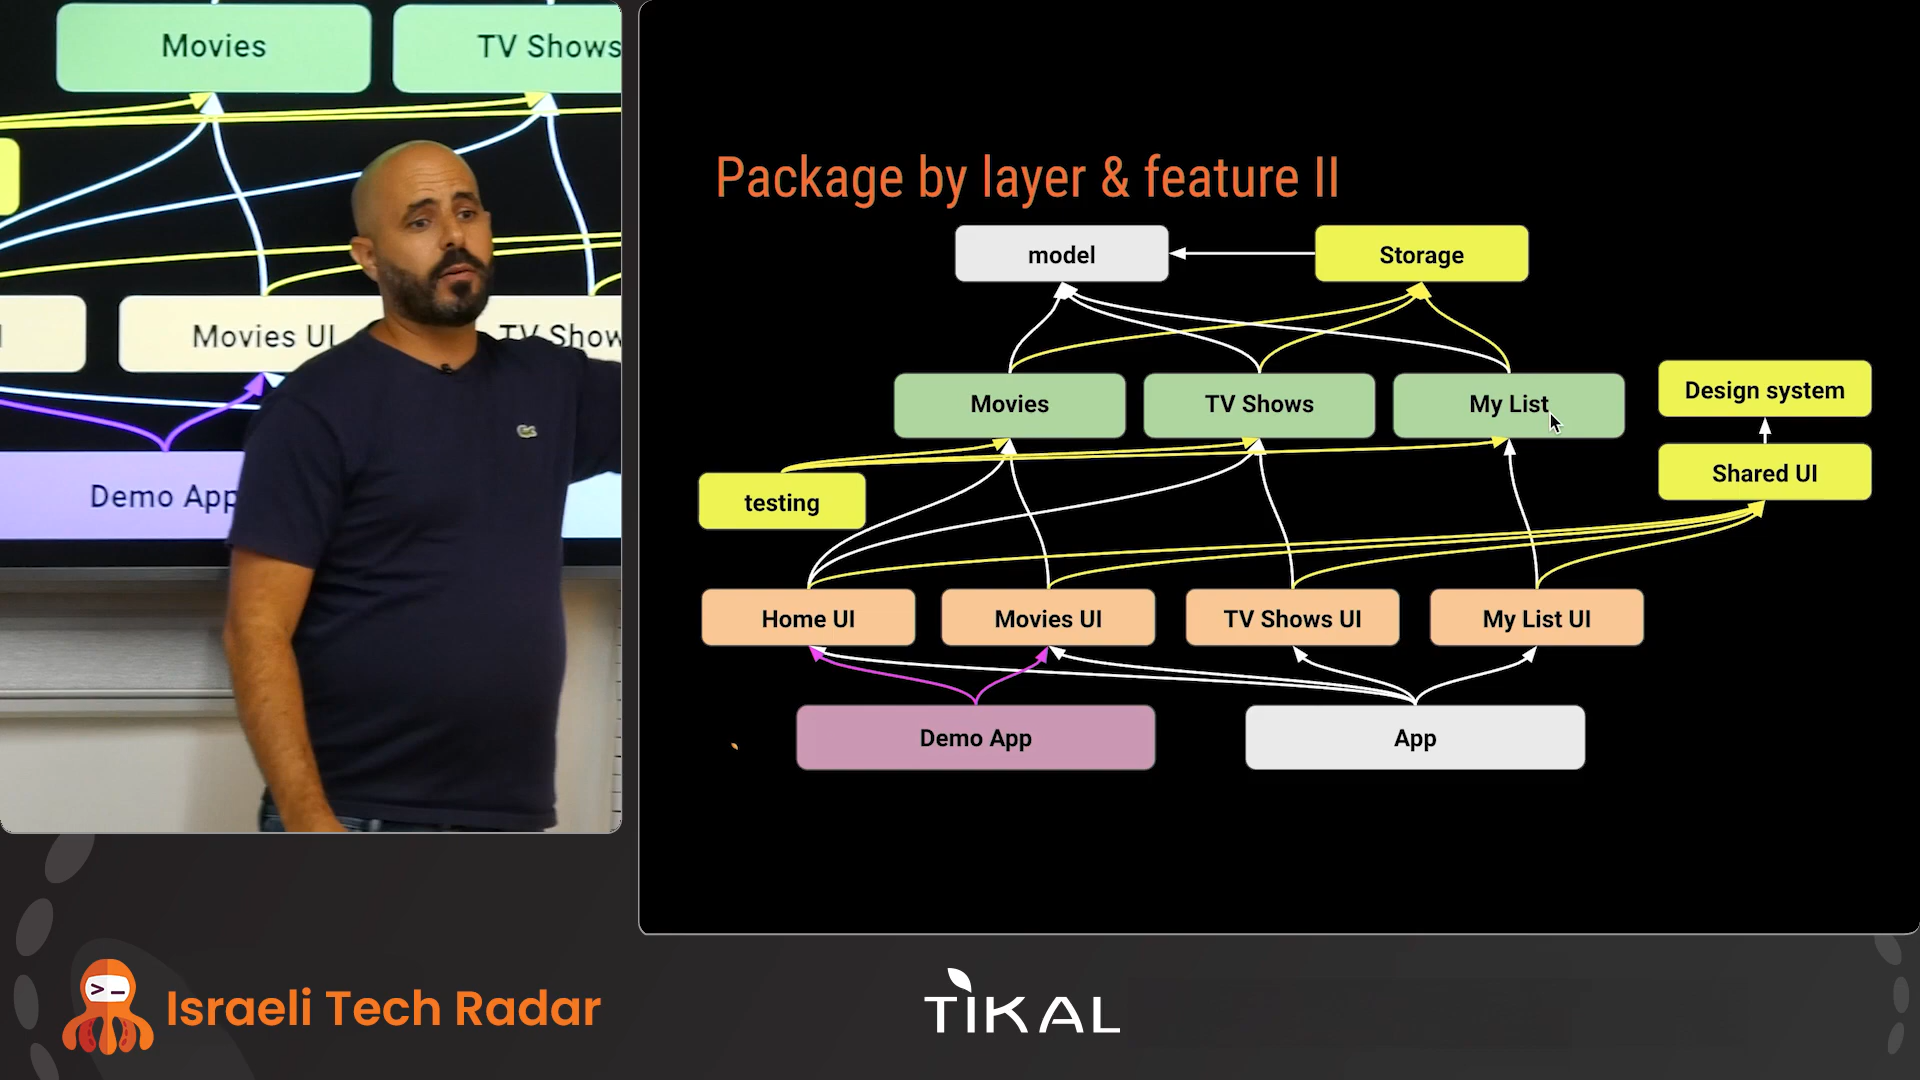 Movies
TV Shows
Movies UI
TV Show
Demo App
Package by layer & feature II
model
Storage
Movies
TV Shows
My List
Design system
Shared UI
testing
Home UI
Movies UI
TV Shows UI
My List UI
Demo App
App
>_
Israeli Tech Radar
TIKAL